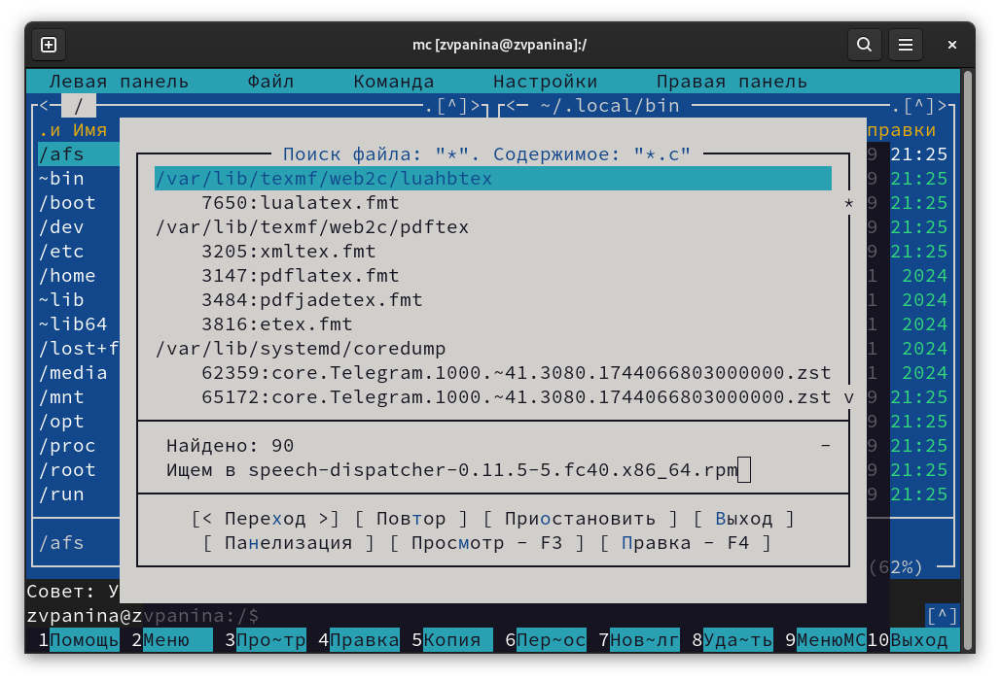 mc [zvpanina@zvpanina]:/
Левая панель Файл Команда Настройки Правая панель
<─ / .[^]> <─ ~/.local/bin .[^]>
.и Имя правки
/afs 9 21:25
~bin 9 21:25
/boot 9 21:25
/dev 9 21:25
/etc 9 21:25
/home 1 2024
~lib 1 2024
~lib64 1 2024
/lost+f 1 2024
/media 1 2024
/mnt 9 21:25
/opt 9 21:25
/proc 9 21:25
/root 9 21:25
/run 9 21:25
/afs
(62%)
Поиск файла: "*". Содержимое: "*.c"
/var/lib/texmf/web2c/luahbtex
7650:lualatex.fmt *
/var/lib/texmf/web2c/pdftex
3205:xmltex.fmt
3147:pdflatex.fmt
3484:pdfjadetex.fmt
3816:etex.fmt
/var/lib/systemd/coredump
62359:core.Telegram.1000.~41.3080.1744066803000000.zst
65172:core.Telegram.1000.~41.3080.1744066803000000.zst v
Найдено: 90 –
Ищем в speech-dispatcher-0.11.5-5.fc40.x86_64.rpm
[< Переход >] [ Повтор ] [ Приостановить ] [ Выход ]
[ Панелизация ] [ Просмотр - F3 ] [ Правка - F4 ]
Совет: У
zvpanina@zvpanina:/$ [^]
1Помощь 2Меню 3Про~тр 4Правка 5Копия 6Пер~ос 7Нов~лг 8Уда~ть 9МенюMC10Выход